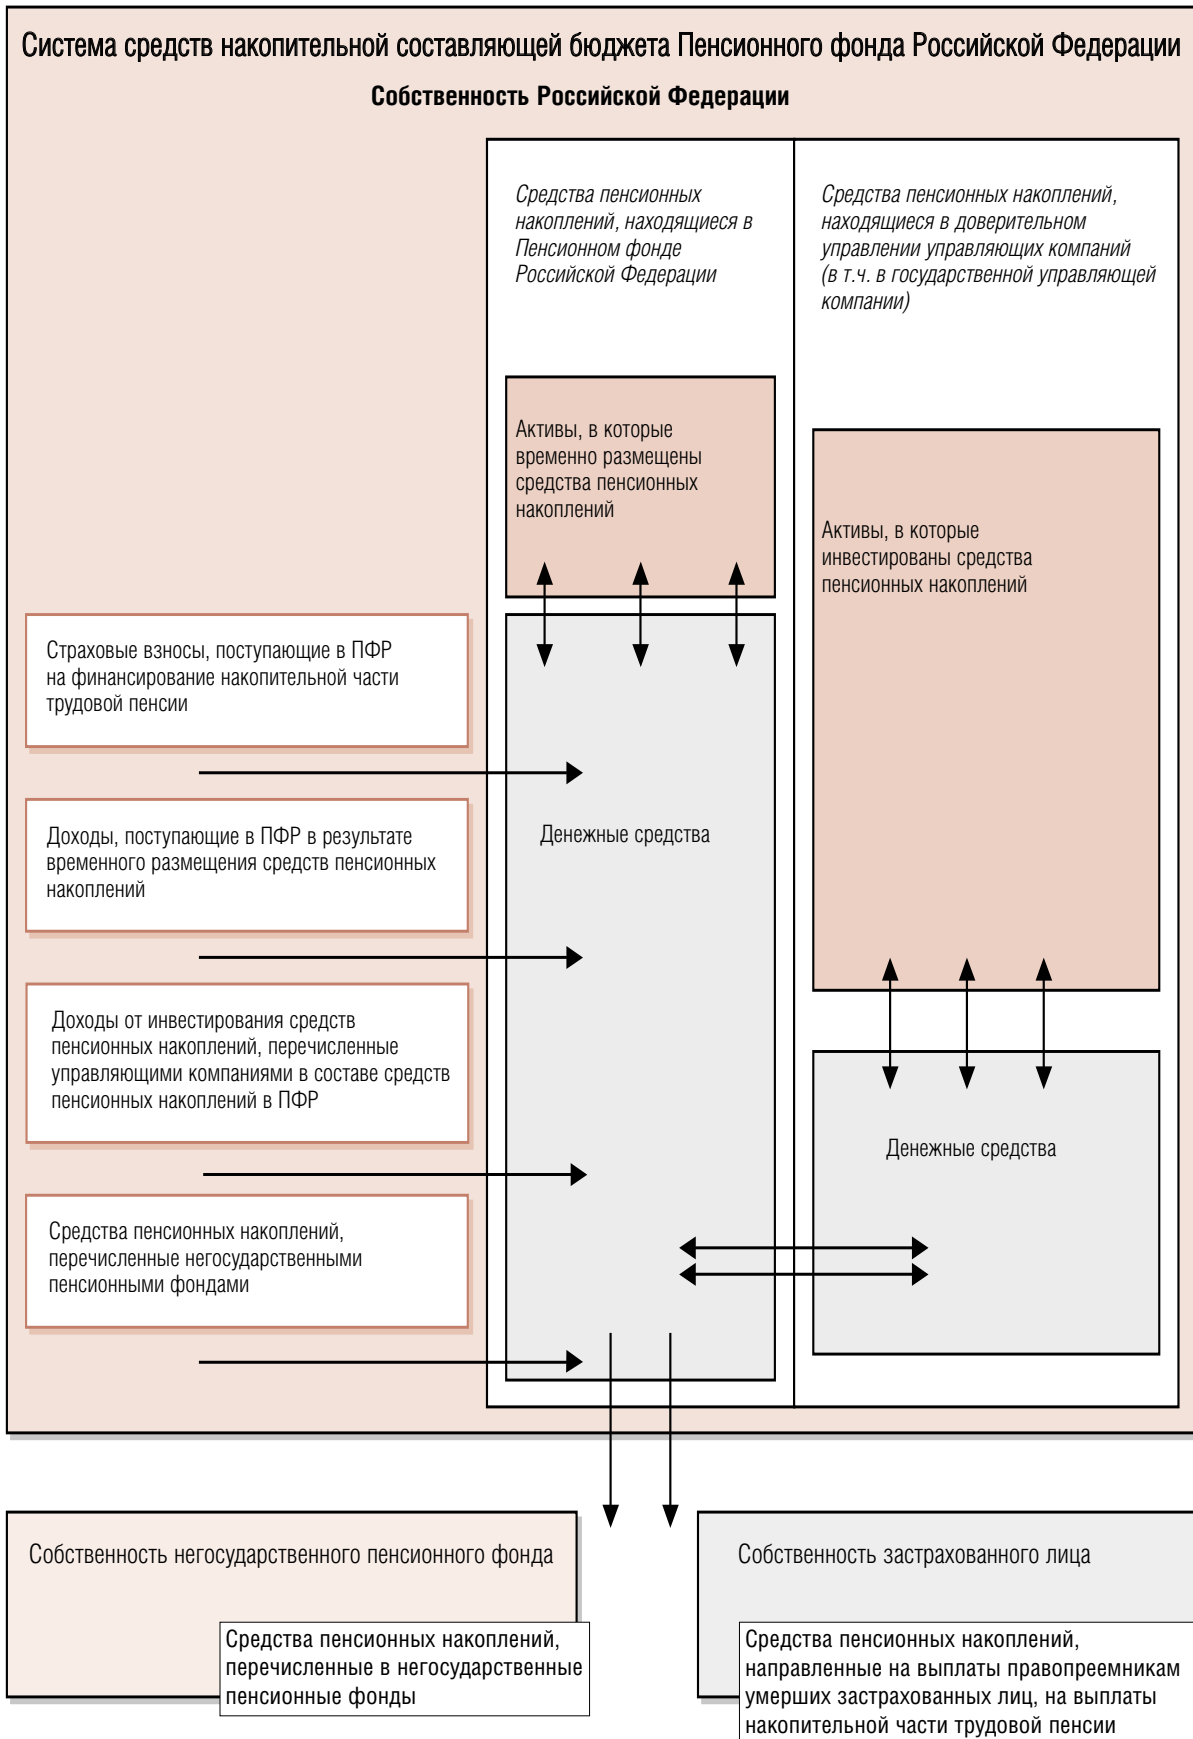 Система средств накопительной составляющей бюджета Пенсионного фонда Российской Федерации
Собственность Российской Федерации
Средства пенсионных
накоплений, находящиеся в
Пенсионном фонде
Российской Федерации
Средства пенсионных накоплений,
находящиеся в доверительном
управлении управляющих компаний
(в т.ч. в государственной управляющей
компании)
Активы, в которые
временно размещены
средства пенсионных
накоплений
Активы, в которые
инвестированы средства
пенсионных накоплений
Страховые взносы, поступающие в ПФР
на финансирование накопительной части
трудовой пенсии
Доходы, поступающие в ПФР в результате
временного размещения средств пенсионных
накоплений
Денежные средства
Доходы от инвестирования средств
пенсионных накоплений, перечисленные
управляющими компаниями в составе средств
пенсионных накоплений в ПФР
Денежные средства
Средства пенсионных накоплений,
перечисленные негосударственными
пенсионными фондами
Собственность негосударственного пенсионного фонда
Средства пенсионных накоплений,
перечисленные в негосударственные
пенсионные фонды
Собственность застрахованного лица
Средства пенсионных накоплений,
направленные на выплаты правопреемникам
умерших застрахованных лиц, на выплаты
накопительной части трудовой пенсии